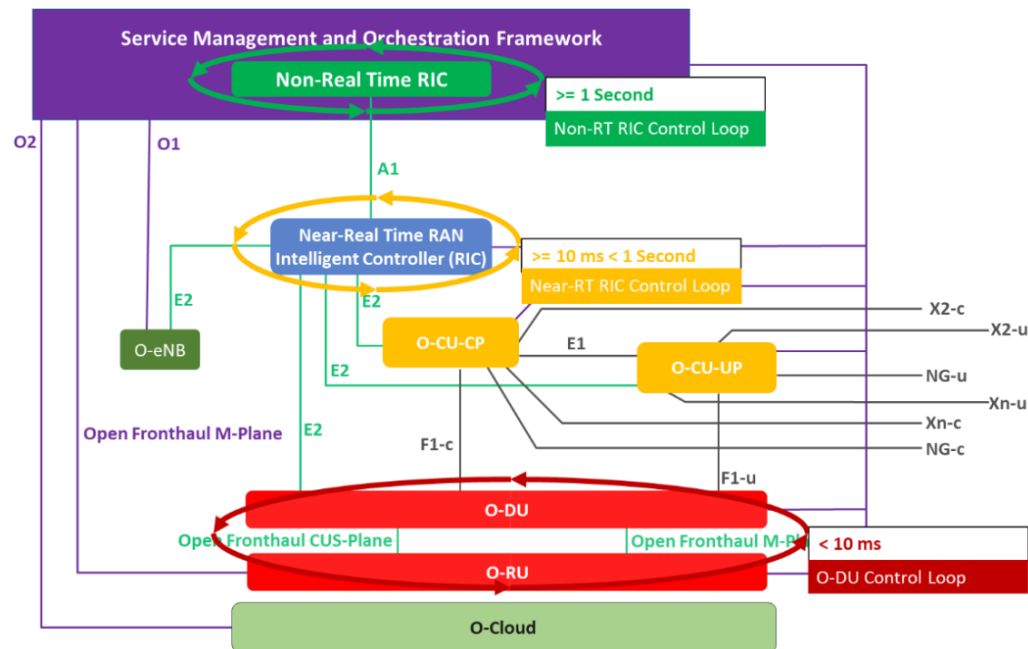 Service Management and Orchestration Framework
Non-Real Time RIC
>= 1 Second
Non-RT RIC Control Loop
O2
O1
A1
Near-Real Time RAN
Intelligent Controller (RIC)
>= 10 ms < 1 Second
Near-RT RIC Control Loop
E2
E2
X2-c
X2-u
O-eNB
O-CU-CP
E1
O-CU-UP
E2
NG-u
Xn-u
Xn-c
Open Fronthaul M-Plane
E2
F1-c
NG-c
F1-u
O-DU
Open Fronthaul CUS-Plane
Open Fronthaul M-Pla
< 10 ms
O-RU
O-DU Control Loop
O-Cloud